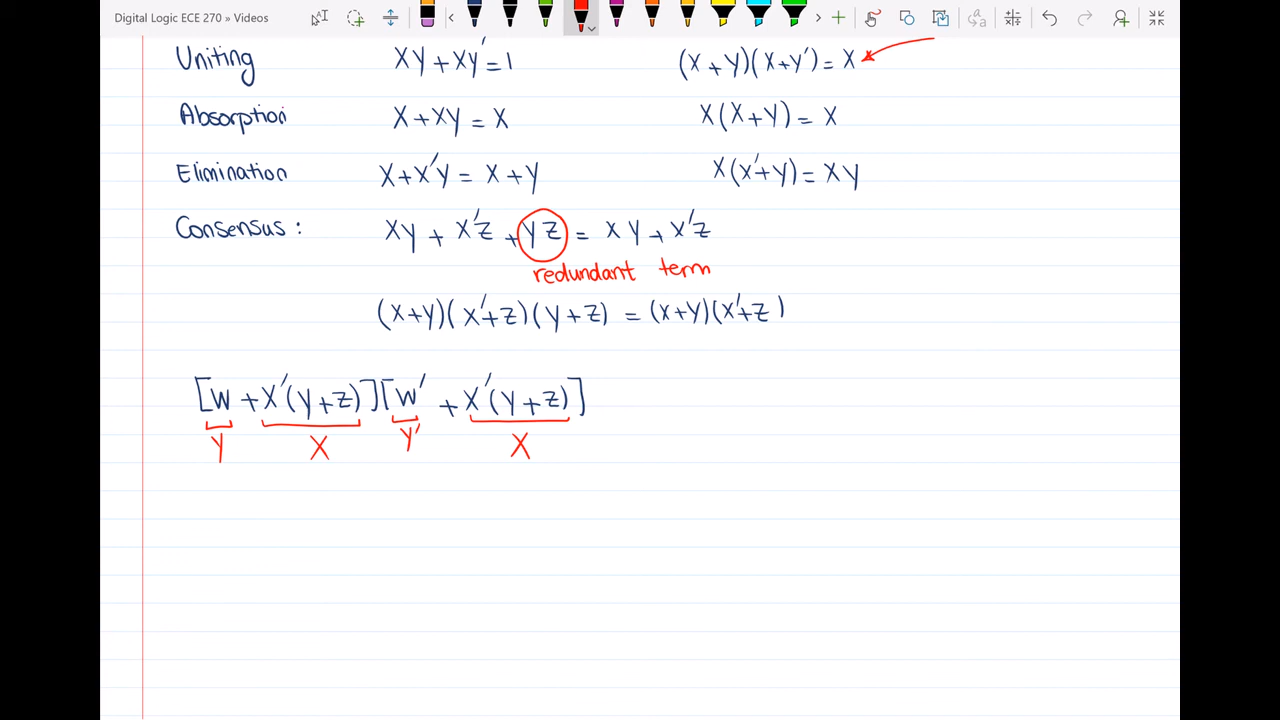 Digital Logic ECE 270 » Videos
Uniting XY + XY' = 1 (X + Y)(X + Y') = X
Absorption X + XY = X X(X + Y) = X
Elimination X + X'Y = X + Y X(X' + Y) = XY
Consensus : XY + X'Z + YZ = XY + X'Z
redundant term
(X+Y)(X'+Z)(Y+Z) = (X+Y)(X'+Z)
[W + X'(Y+Z)][W' + X'(Y+Z)]
Y X Y' X